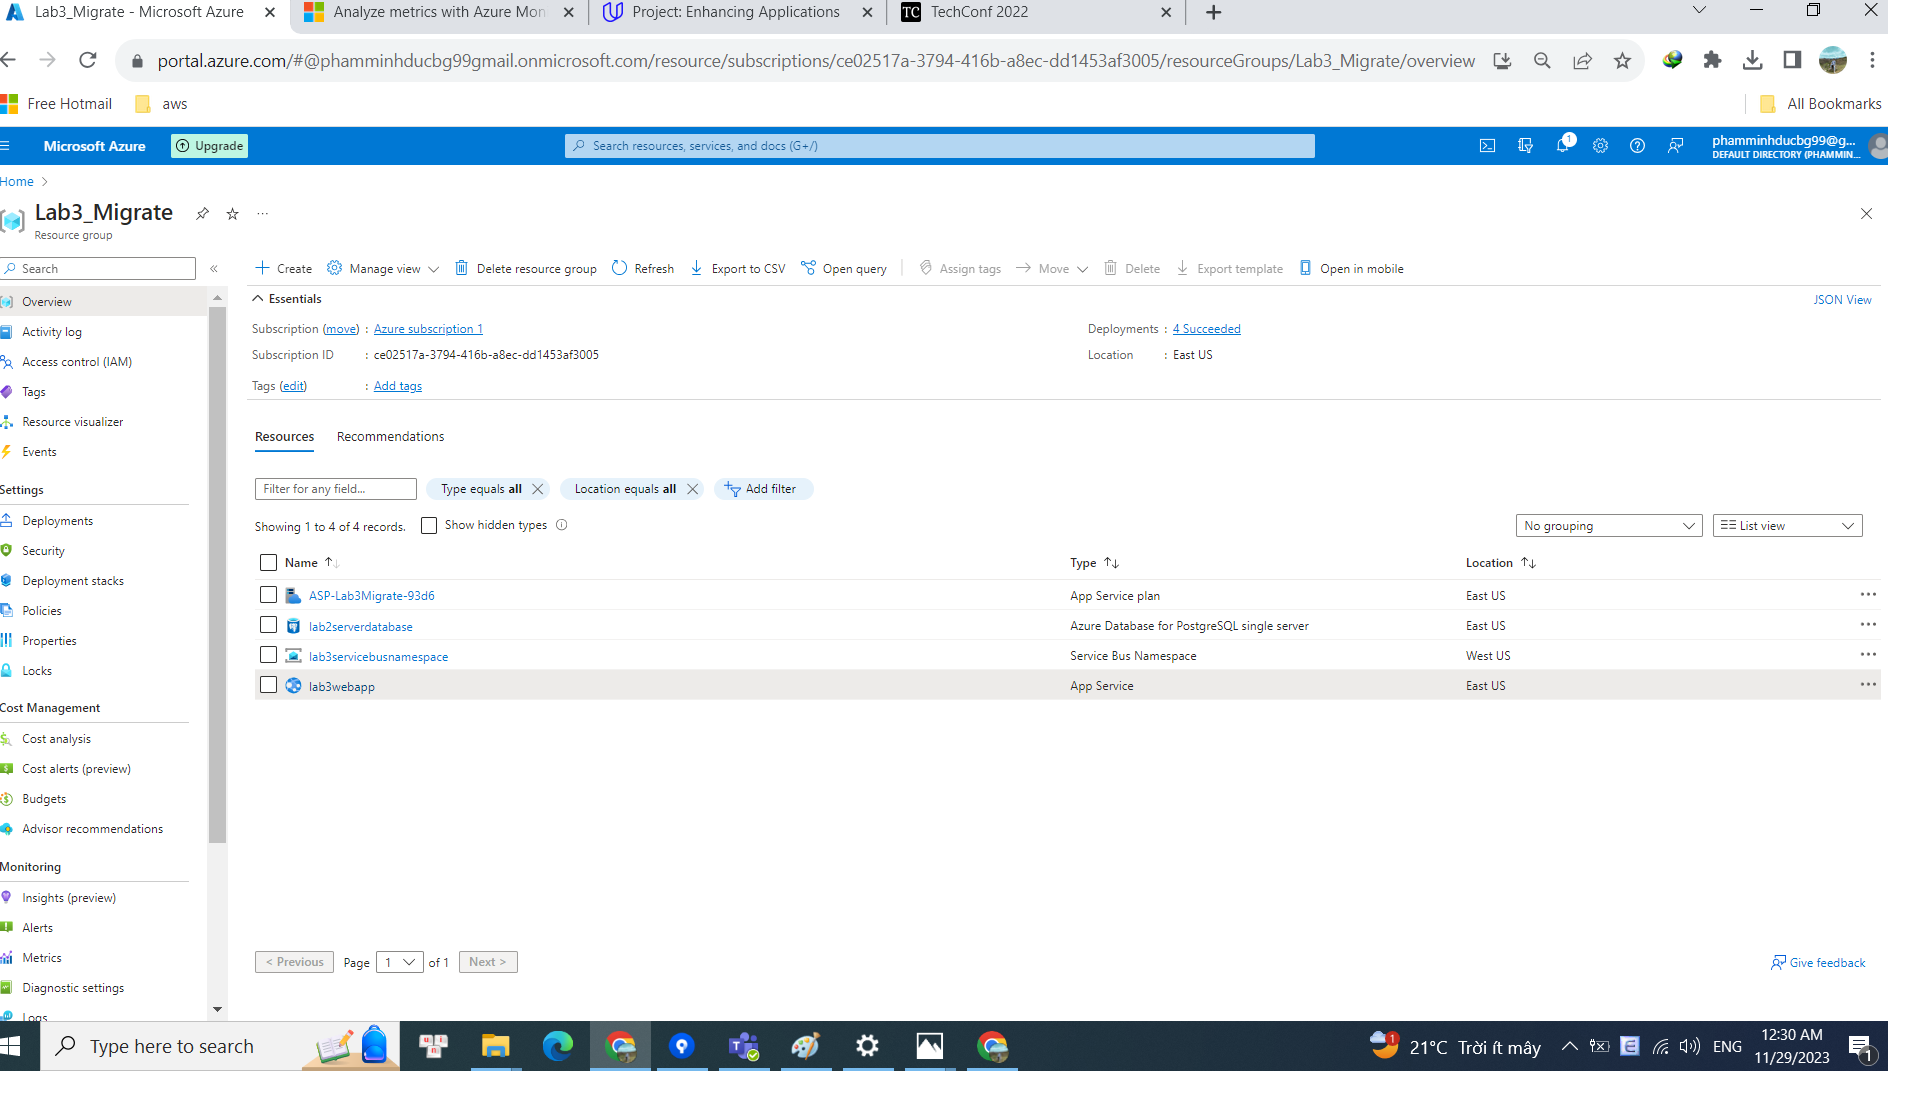 Lab3_Migrate - Microsoft Azure
Analyze metrics with Azure Mon
Project: Enhancing Applications
TC TechConf 2022
portal.azure.com/#@phamminhducbg99gmail.onmicrosoft.com/resource/subscriptions/ce02517a-3794-416b-a8ec-dd1453af3005/resourceGroups/Lab3_Migrate/overview
Free Hotmail aws All Bookmarks
Microsoft Azure Upgrade Search resources, services, and docs (G+/) 1 phamminhducbg99@g...
DEFAULT DIRECTORY (PHAMMIN...
Home
Lab3_Migrate ...
Resource group
Search «
Create Manage view Delete resource group Refresh Export to CSV Open query Assign tags Move Delete Export template Open in mobile
Overview
Activity log
Access control (IAM)
Tags
Resource visualizer
Events
Settings
Deployments
Security
Deployment stacks
Policies
Properties
Locks
Cost Management
Cost analysis
Cost alerts (preview)
Budgets
Advisor recommendations
Monitoring
Insights (preview)
Alerts
Metrics
Diagnostic settings
Logs
Essentials JSON View
Subscription (move) : Azure subscription 1 Deployments : 4 Succeeded
Subscription ID : ce02517a-3794-416b-a8ec-dd1453af3005 Location : East US
Tags (edit) : Add tags
Resources Recommendations
Filter for any field... Type equals all Location equals all Add filter
Showing 1 to 4 of 4 records. Show hidden types No grouping List view
Name Type Location
ASP-Lab3Migrate-93d6 App Service plan East US ...
lab2serverdatabase Azure Database for PostgreSQL single server East US ...
lab3servicebusnamespace Service Bus Namespace West US ...
lab3webapp App Service East US ...
< Previous Page 1 of 1 Next > Give feedback
Type here to search 1 21°C Trời ít mây ENG 12:30 AM
11/29/2023 1